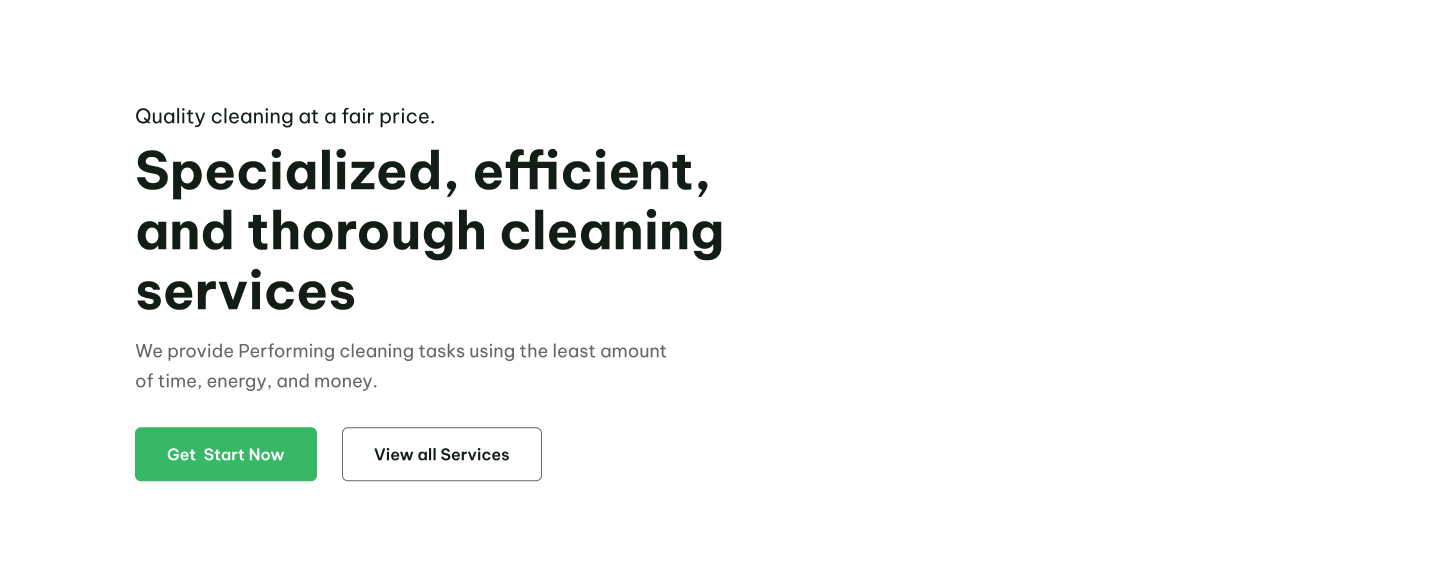 Quality cleaning at a fair price.
Specialized, efficient,
and thorough cleaning
services
We provide Performing cleaning tasks using the least amount
of time, energy, and money.
Get  Start Now
View all Services